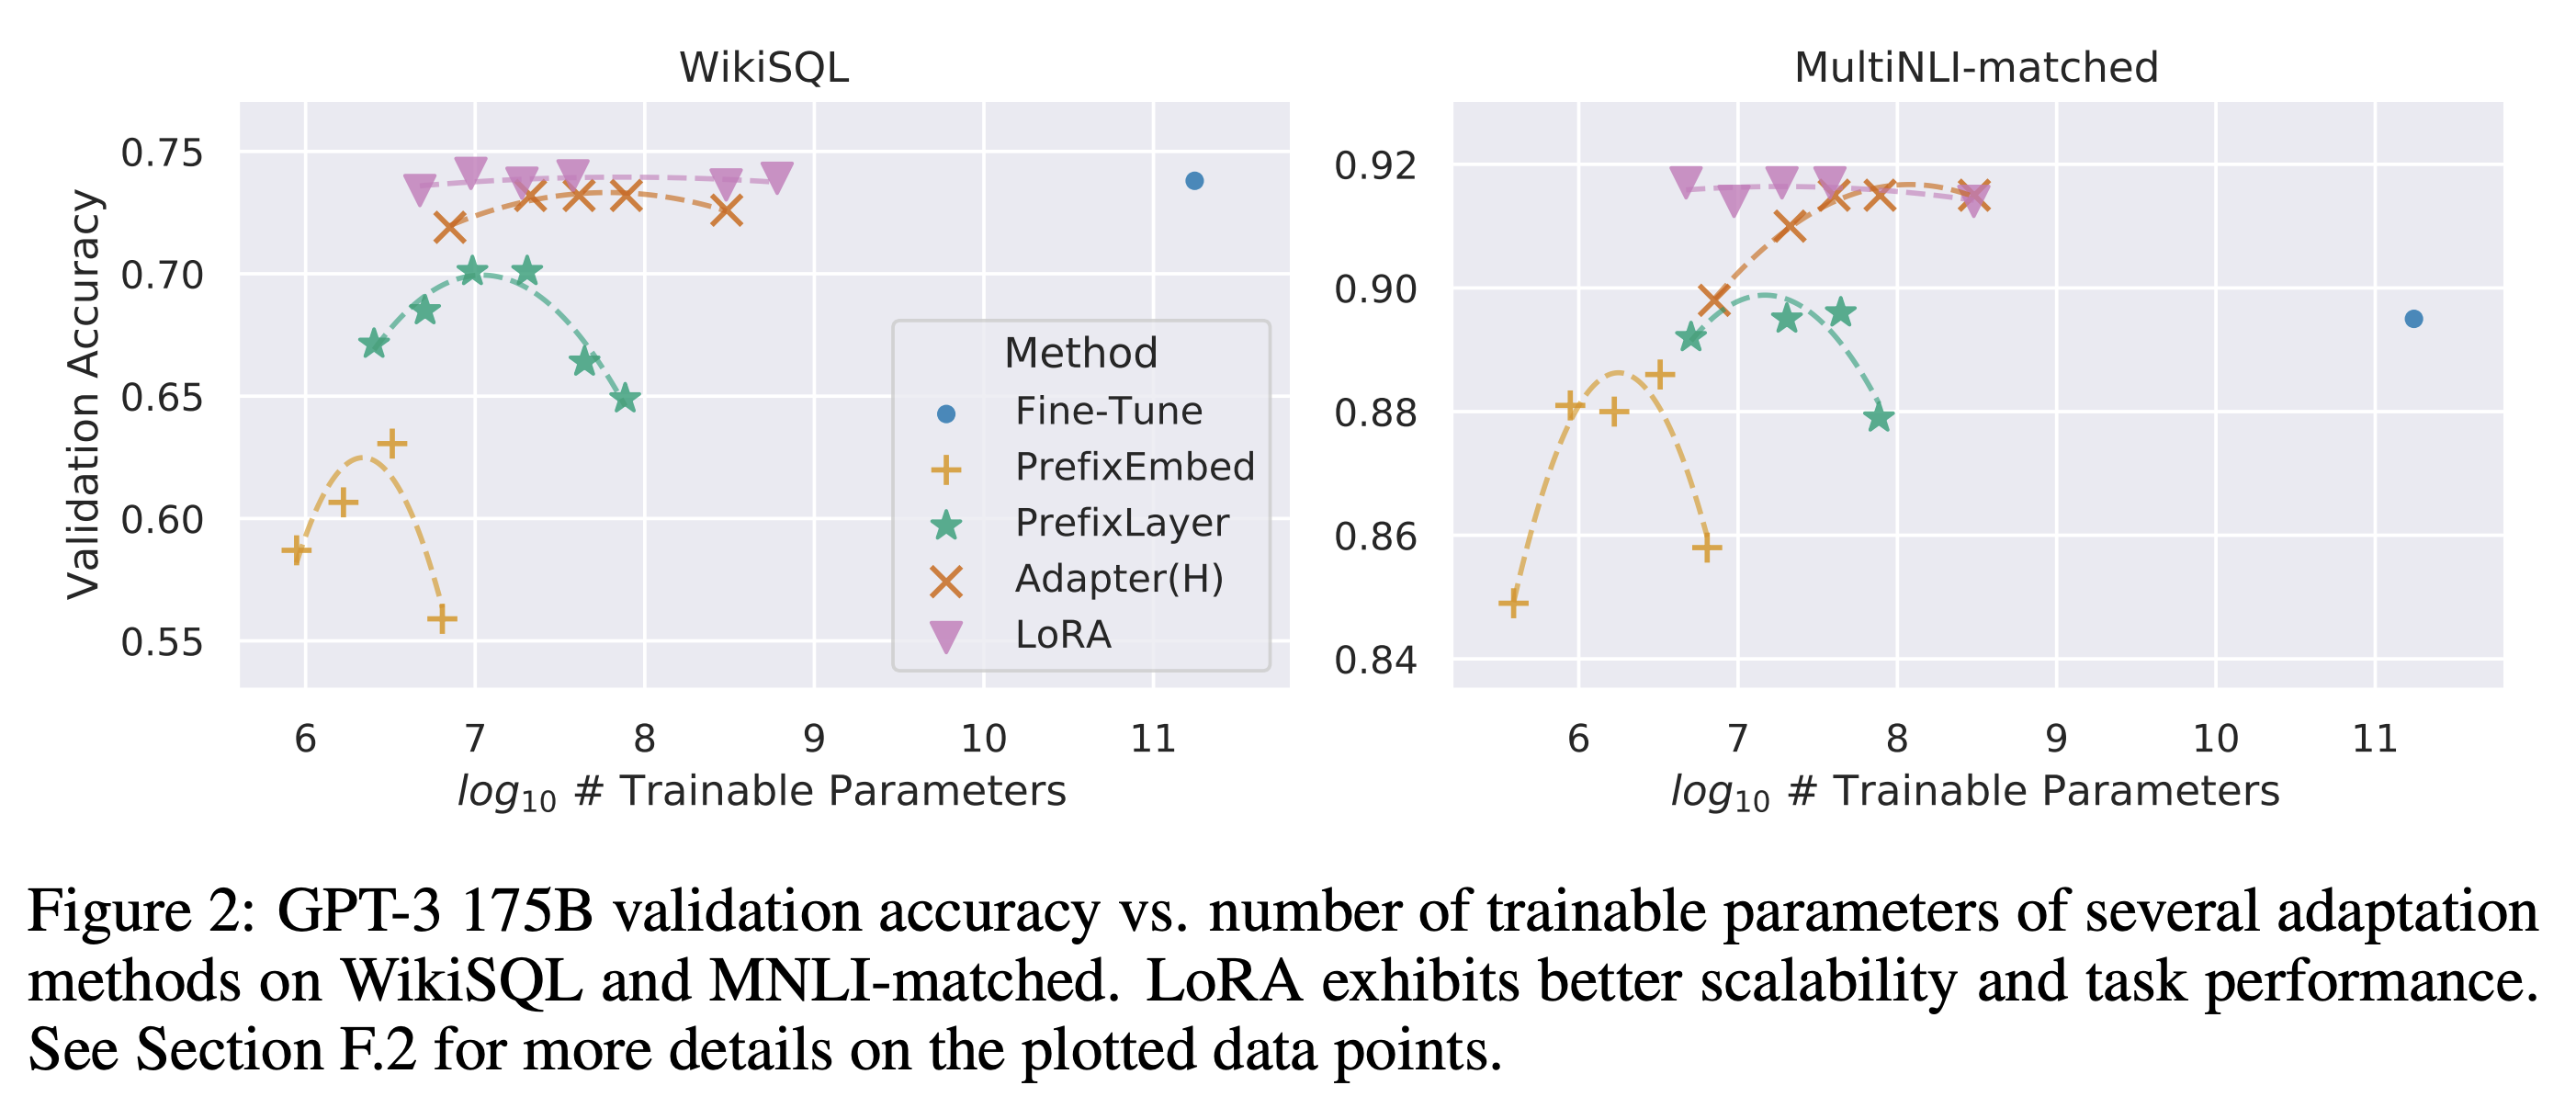 WikiSQL
MultiNLI-matched
Validation Accuracy
0.75
0.70
0.65
0.60
0.55
6 7 8 9 10 11
log10 # Trainable Parameters
Method
Fine-Tune
PrefixEmbed
PrefixLayer
Adapter(H)
LoRA
0.92
0.90
0.88
0.86
0.84
6 7 8 9 10 11
log10 # Trainable Parameters
Figure 2: GPT-3 175B validation accuracy vs. number of trainable parameters of several adaptation
methods on WikiSQL and MNLI-matched. LoRA exhibits better scalability and task performance.
See Section F.2 for more details on the plotted data points.